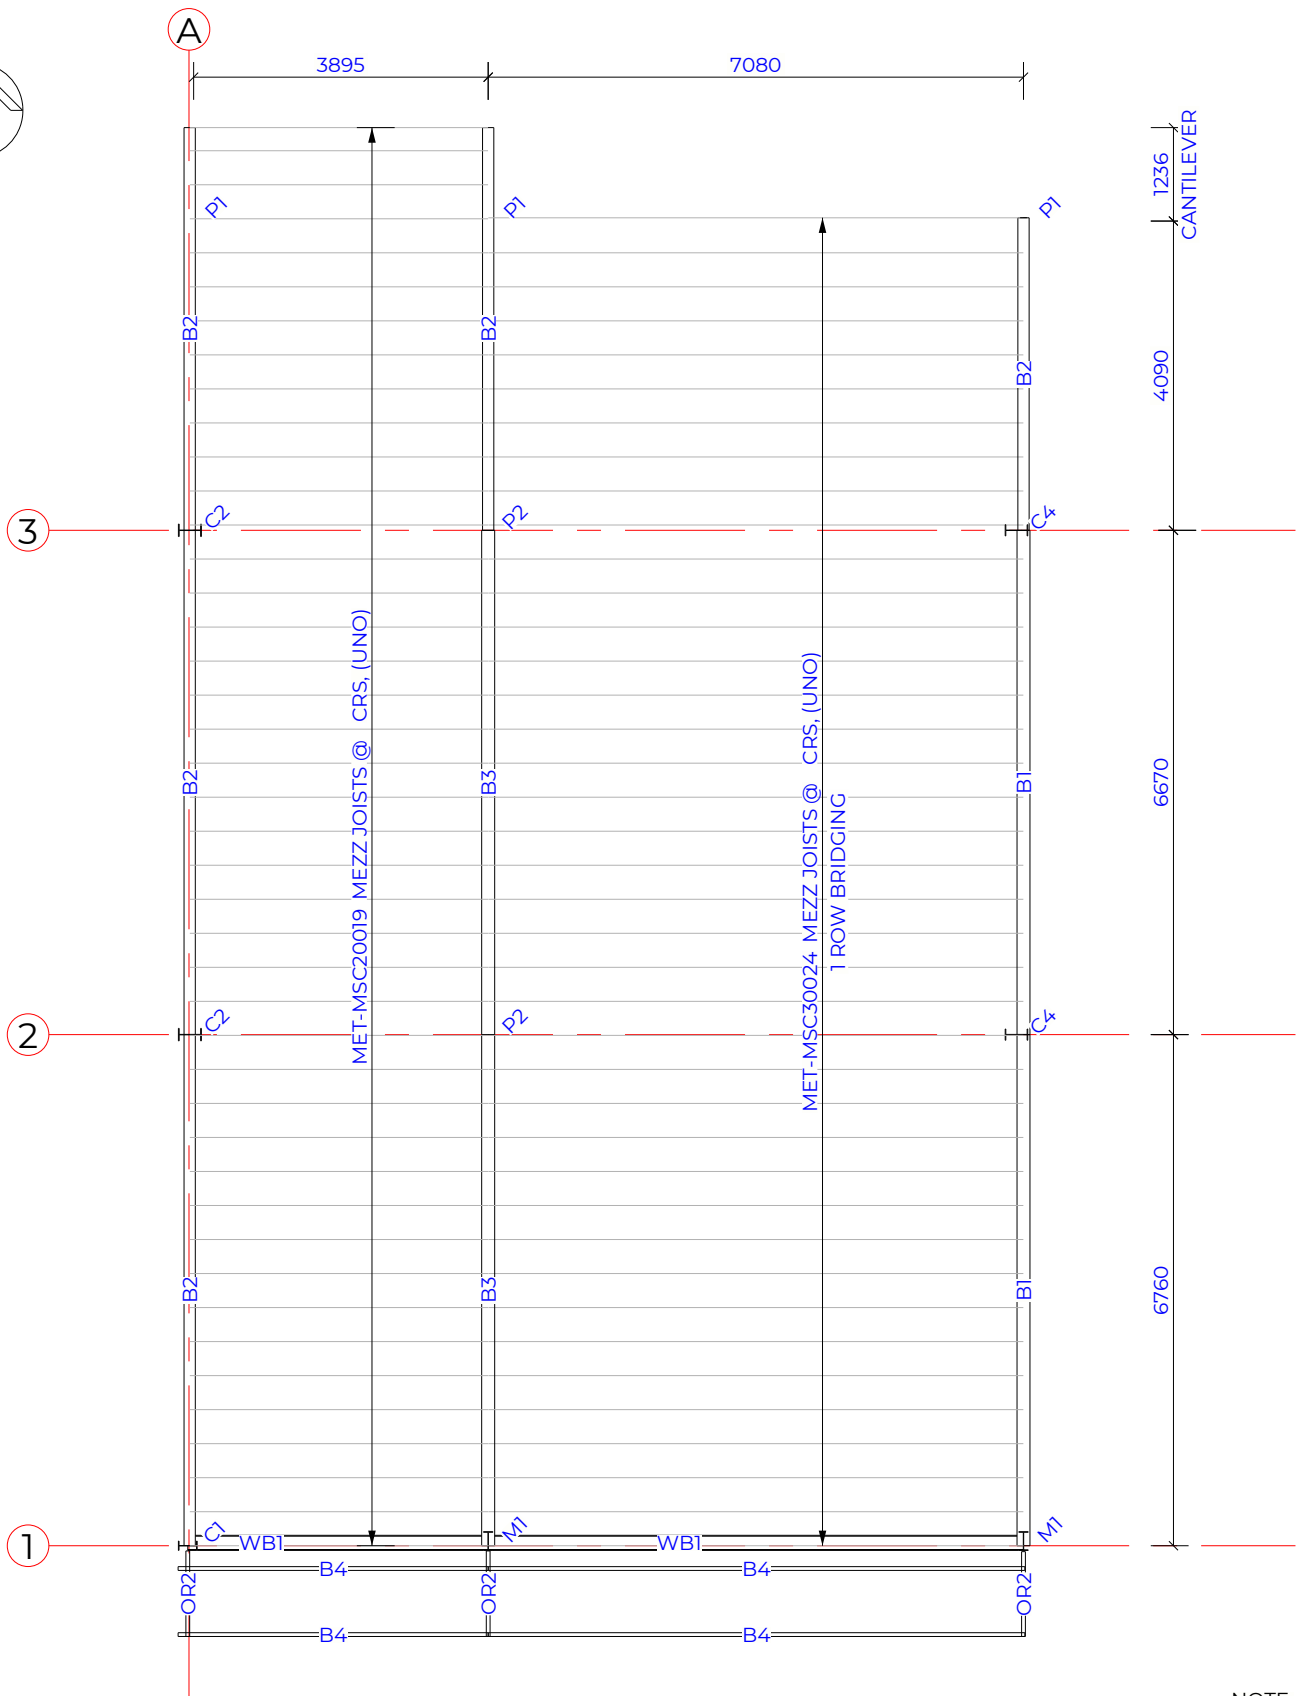 A
3895
7080
1236
CANTILEVER
P1
P1
P1
B2
B2
B2
4090
3
C2
P2
C4
MET-MSC20019 MEZZ JOISTS @ CRS, (UNO)
MET-MSC30024 MEZZ JOISTS @ CRS, (UNO)
1 ROW BRIDGING
B2
B3
B1
6670
2
C2
P2
C4
B2
B3
B1
6760
1
C1
WB1
M1
WB1
M1
B4
B4
OR2
OR2
OR2
B4
B4